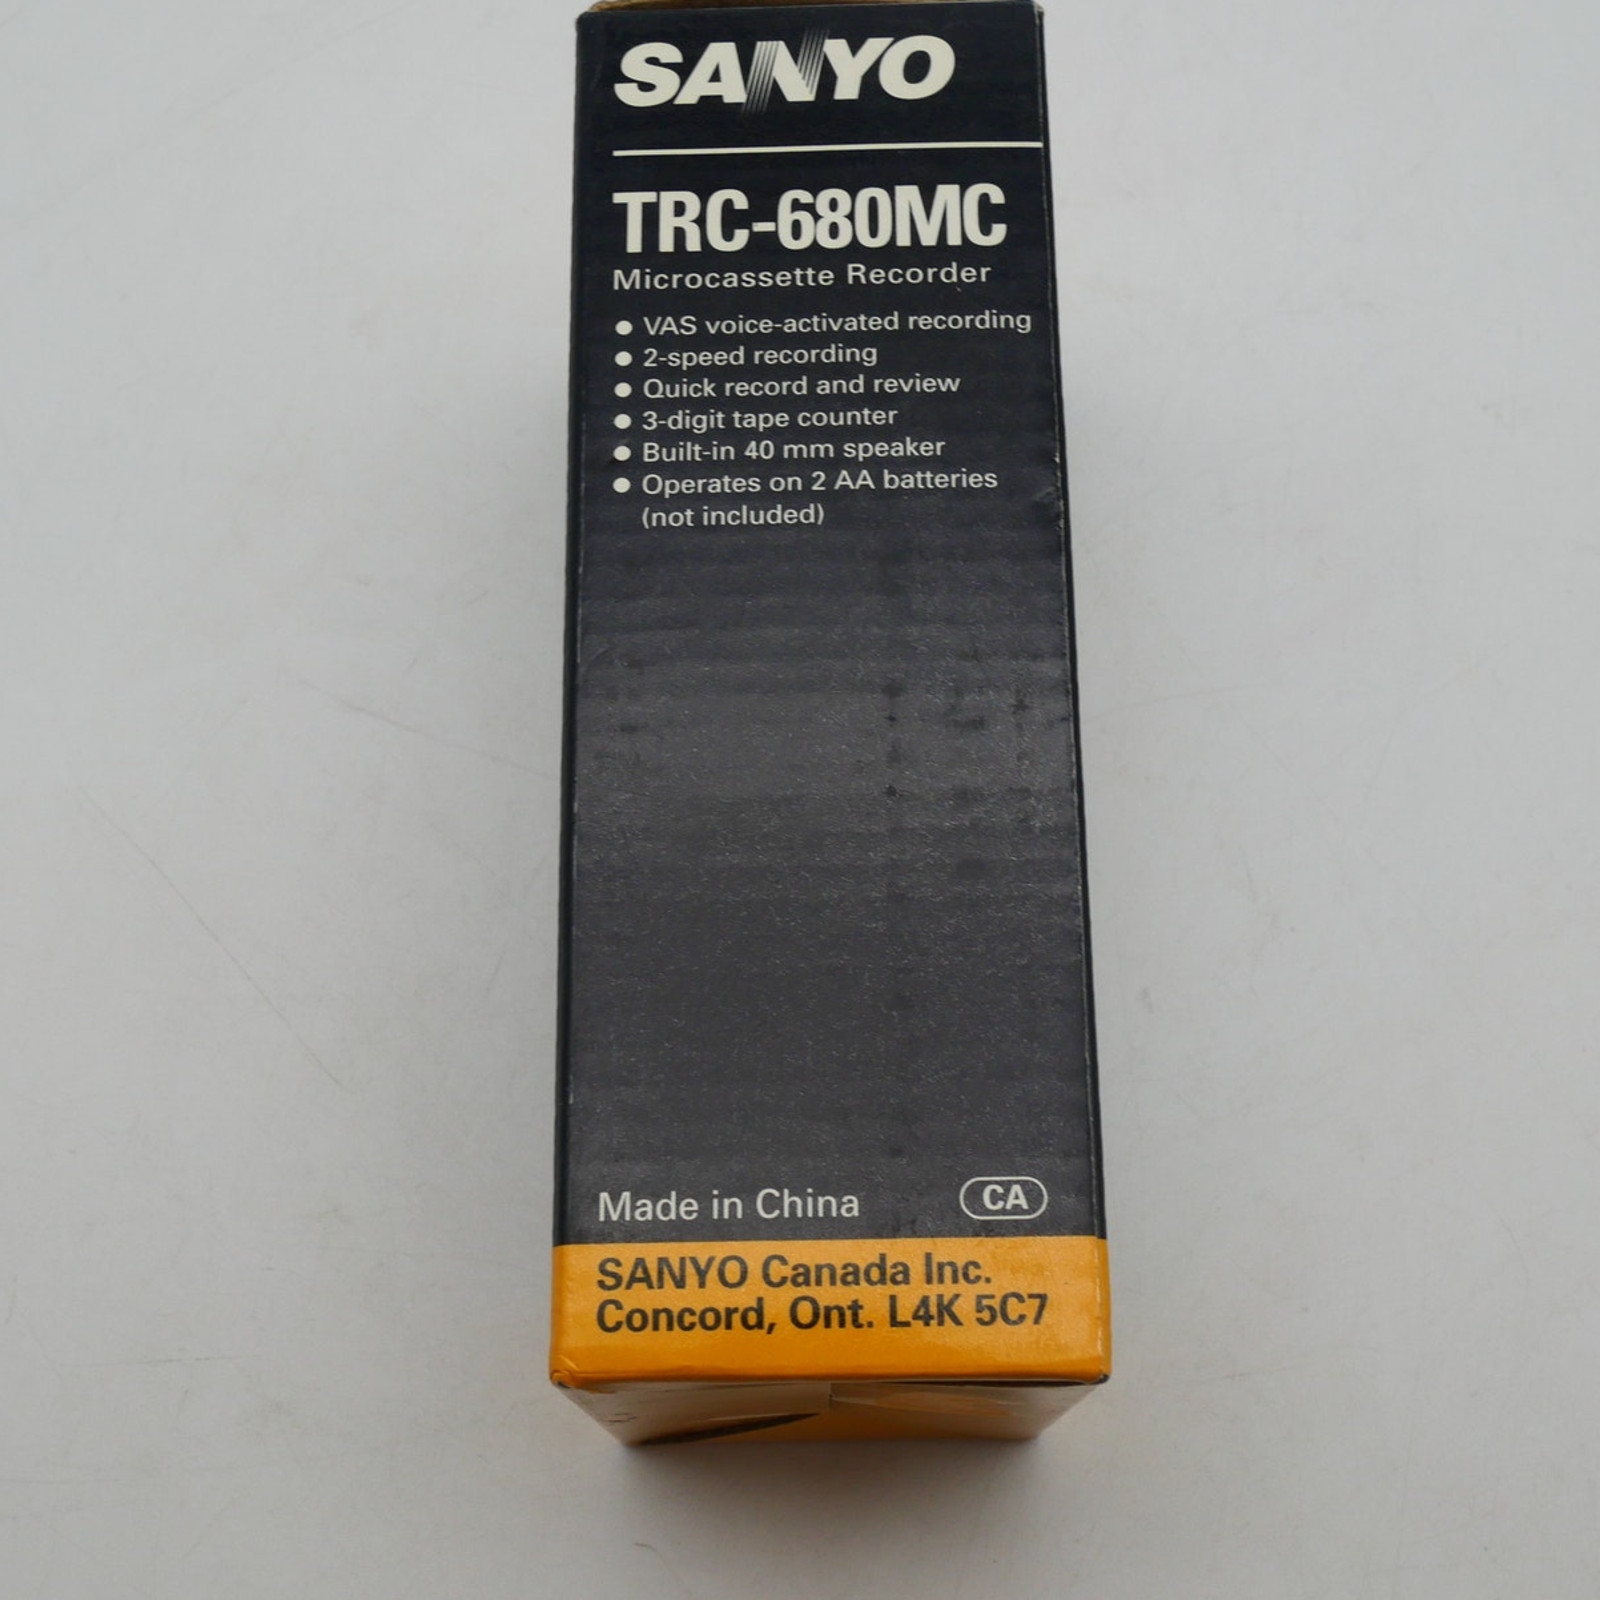 SANYO
TRC-680MC
Microcassette Recorder
● VAS voice-activated recording
● 2-speed recording
● Quick record and review
● 3-digit tape counter
● Built-in 40 mm speaker
● Operates on 2 AA batteries
(not included)
Made in China
CA
SANYO Canada Inc.
Concord, Ont. L4K 5C7